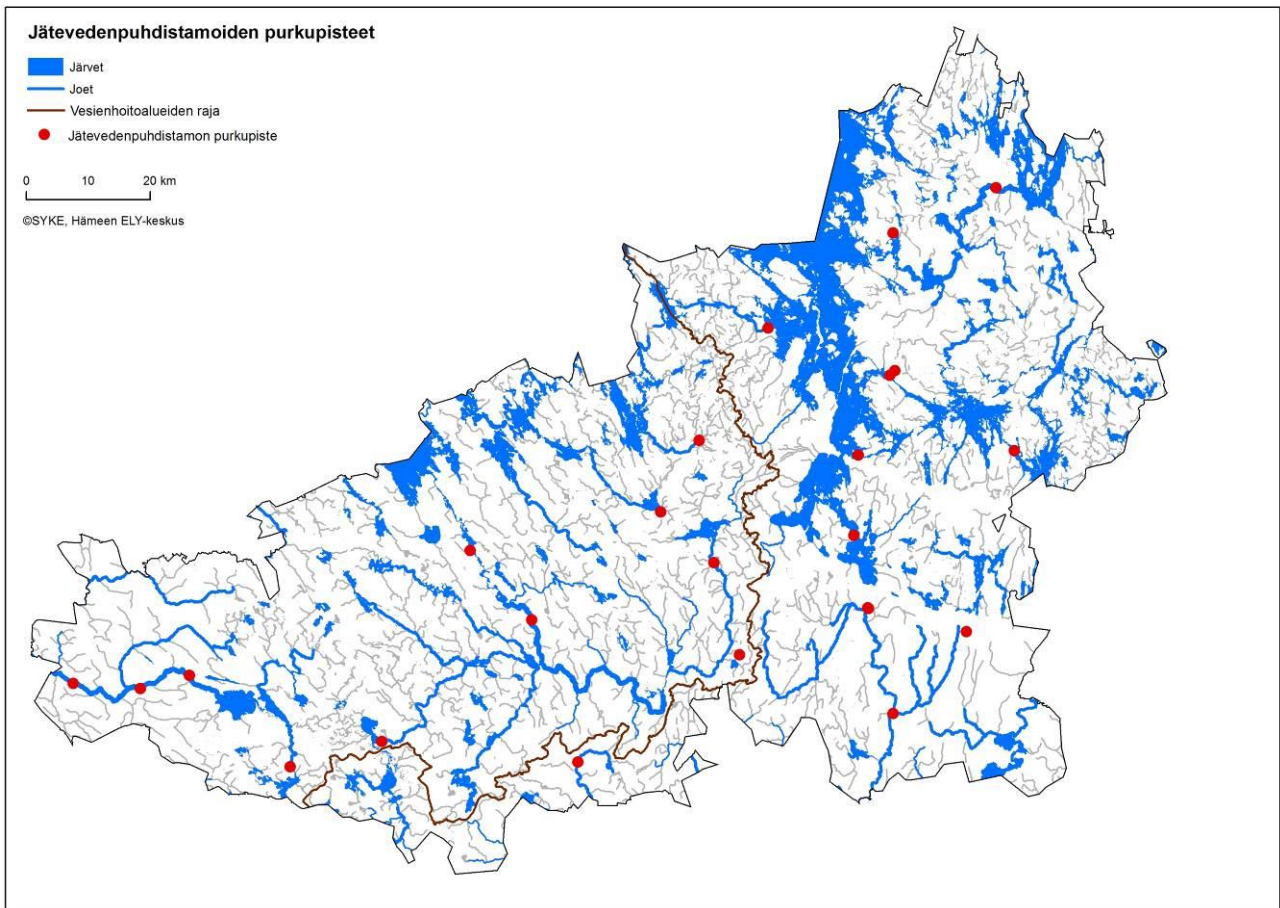 Jätevedenpuhdistamoiden purkupisteet
Järvet
Joet
Vesienhoitoalueiden raja
Jätevedenpuhdistamon purkupiste
0 10 20 km
©SYKE, Hämeen ELY-keskus